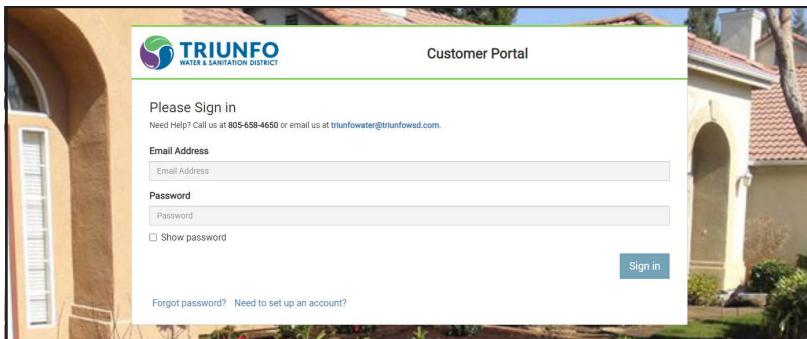 TRIUNFO
WATER & SANITATION DISTRICT
Customer Portal
Please Sign in
Need Help? Call us at 805-658-4650 or email us at triunfowater@triunfowsd.com.
Email Address
Email Address
Password
Password
Show password
Sign in
Forgot password? Need to set up an account?